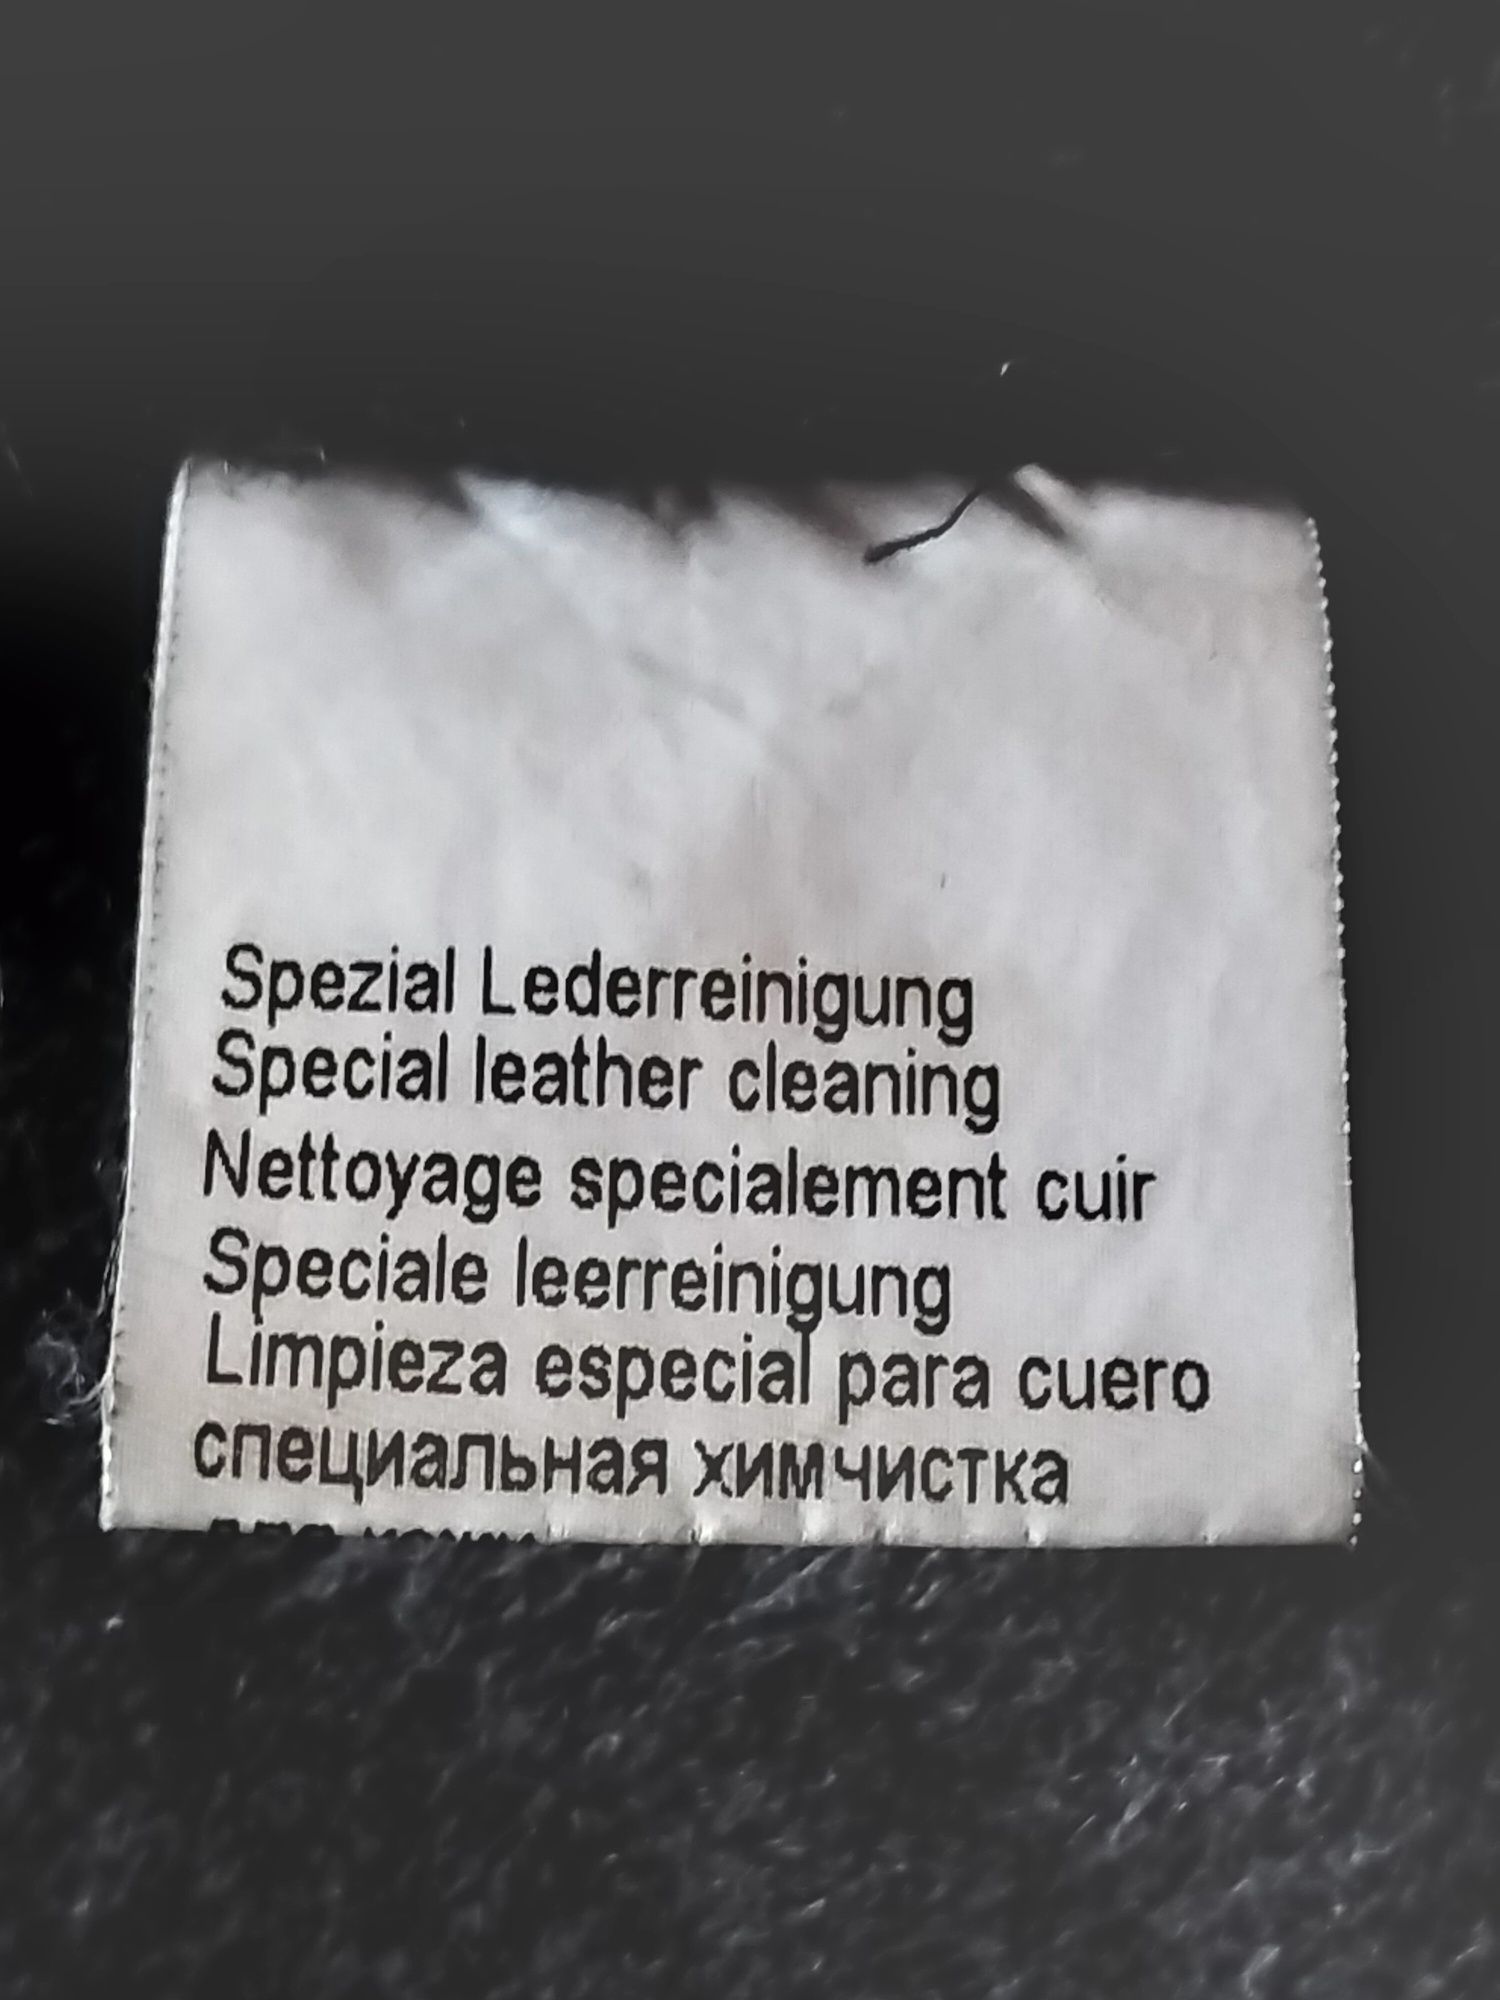 Spezial Lederreinigung
Special leather cleaning
Nettoyage specialement cuir
Speciale leerreinigung
Limpieza especial para cuero
специальная химчистка